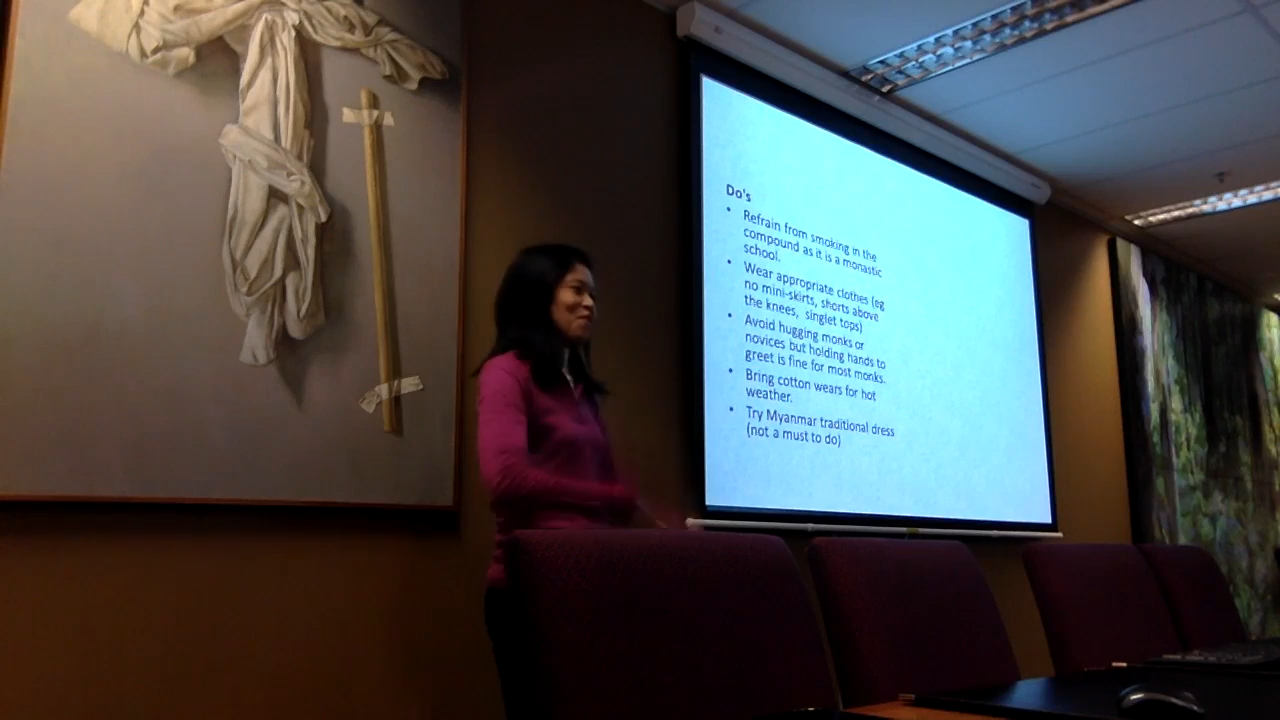 Do's
• Refrain from smoking in the
compound as it is a monastic
school.
• Wear appropriate clothes (eg
no mini-skirts, shorts above
the knees, singlet tops)
• Avoid hugging monks or
novices but holding hands to
greet is fine for most monks.
• Bring cotton wears for hot
weather.
• Try Myanmar traditional dress
(not a must to do)